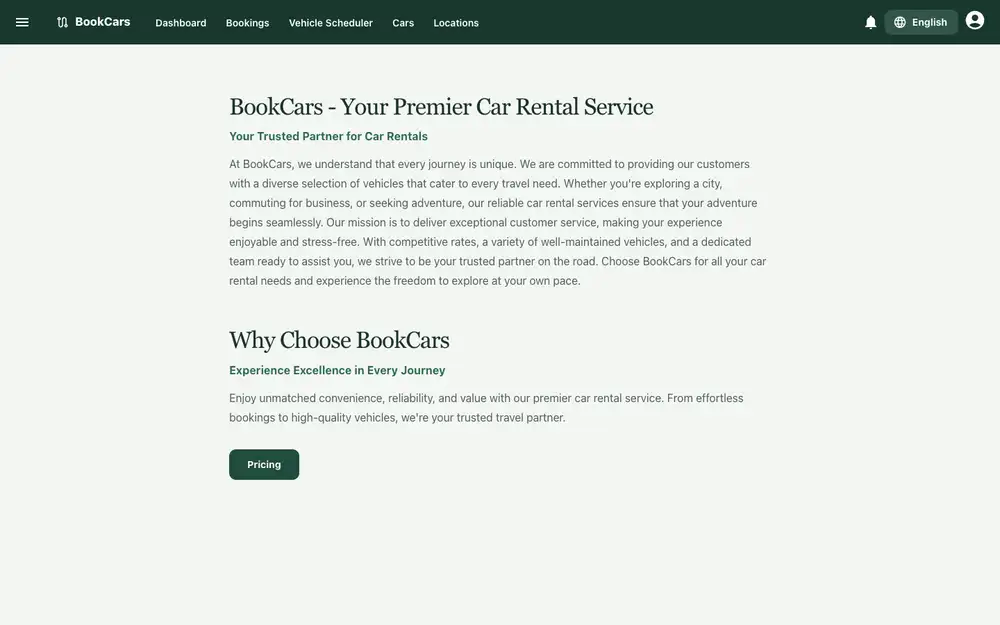 BookCars
Dashboard
Bookings
Vehicle Scheduler
Cars
Locations
English
BookCars - Your Premier Car Rental Service
Your Trusted Partner for Car Rentals
At BookCars, we understand that every journey is unique. We are committed to providing our customers
with a diverse selection of vehicles that cater to every travel need. Whether you're exploring a city,
commuting for business, or seeking adventure, our reliable car rental services ensure that your adventure
begins seamlessly. Our mission is to deliver exceptional customer service, making your experience
enjoyable and stress-free. With competitive rates, a variety of well-maintained vehicles, and a dedicated
team ready to assist you, we strive to be your trusted partner on the road. Choose BookCars for all your car
rental needs and experience the freedom to explore at your own pace.
Why Choose BookCars
Experience Excellence in Every Journey
Enjoy unmatched convenience, reliability, and value with our premier car rental service. From effortless
bookings to high-quality vehicles, we're your trusted travel partner.
Pricing